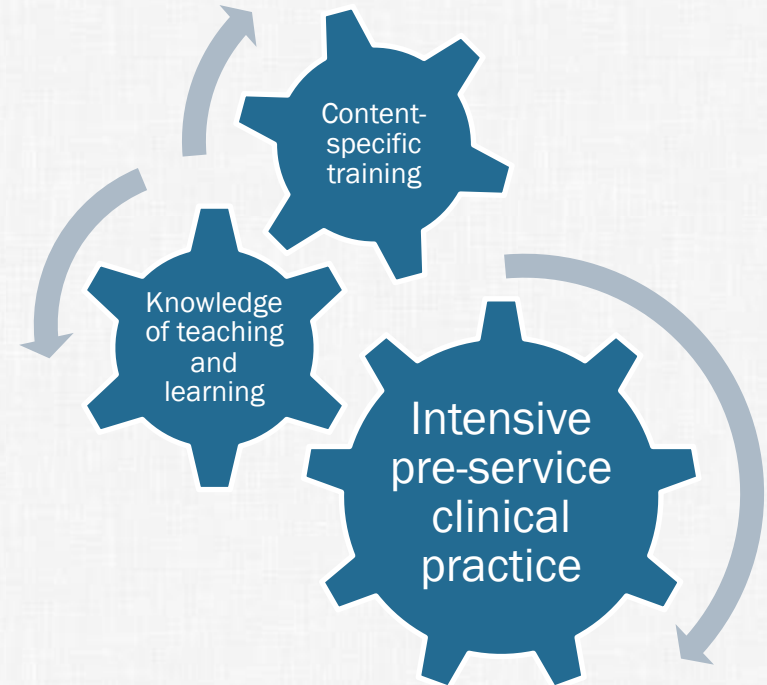 Content-
specific
training
Knowledge
of teaching
and
learning
Intensive
pre-service
clinical
practice